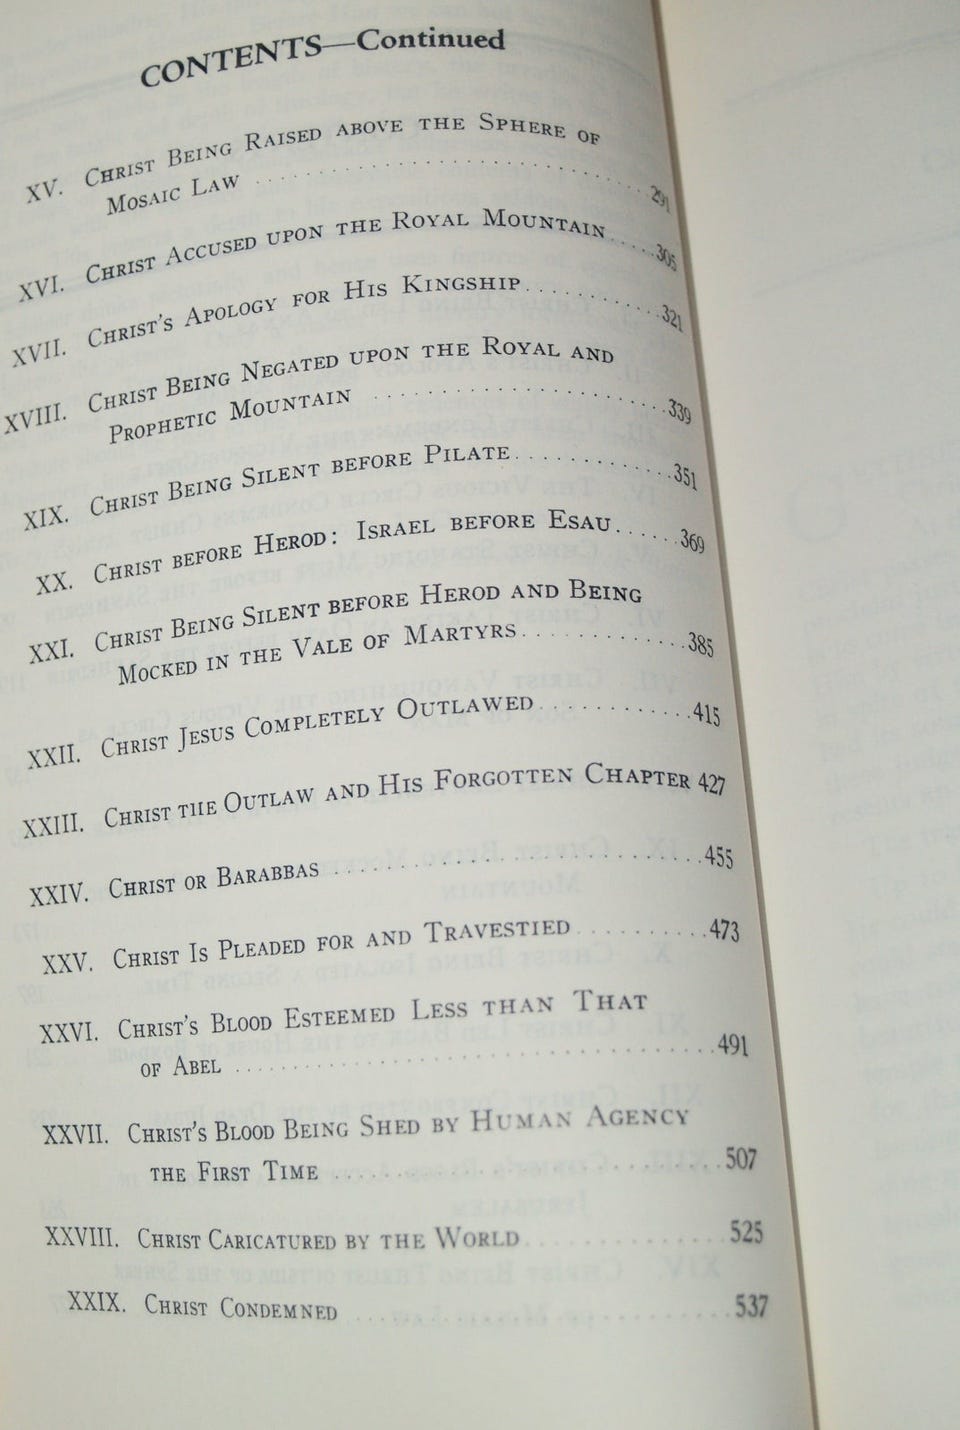 CONTENTS—Continued
XV. CHRIST BEING RAISED ABOVE THE SPHERE OF
MOSAIC LAW . . . . . . . . . . . . . . . . . . . . . . . . . . . . 291
XVI. CHRIST ACCUSED UPON THE ROYAL MOUNTAIN . . . . . 305
XVII. CHRIST'S APOLOGY FOR HIS KINGSHIP . . . . . . . . . . . 321
XVIII. CHRIST BEING NEGATED UPON THE ROYAL AND
PROPHETIC MOUNTAIN . . . . . . . . . . . . . . . . . . . . 339
XIX. CHRIST BEING SILENT BEFORE PILATE . . . . . . . . . . . . 351
XX. CHRIST BEFORE HEROD: ISRAEL BEFORE ESAU . . . . . . 369
XXI. CHRIST BEING SILENT BEFORE HEROD AND BEING
MOCKED IN THE VALE OF MARTYRS . . . . . . . . . . . . 385
XXII. CHRIST JESUS COMPLETELY OUTLAWED . . . . . . . . . . . 415
XXIII. CHRIST THE OUTLAW AND HIS FORGOTTEN CHAPTER 427
XXIV. CHRIST OR BARABBAS . . . . . . . . . . . . . . . . . . . . . . . 455
XXV. CHRIST IS PLEADED FOR AND TRAVESTIED . . . . . . . . . 473
XXVI. CHRIST'S BLOOD ESTEEMED LESS THAN THAT
OF ABEL . . . . . . . . . . . . . . . . . . . . . . . . . . . . . . . . 491
XXVII. CHRIST'S BLOOD BEING SHED BY HUMAN AGENCY
THE FIRST TIME . . . . . . . . . . . . . . . . . . . . . . . . . . 507
XXVIII. CHRIST CARICATURED BY THE WORLD . . . . . . . . . . . . 525
XXIX. CHRIST CONDEMNED . . . . . . . . . . . . . . . . . . . . . . . . 537